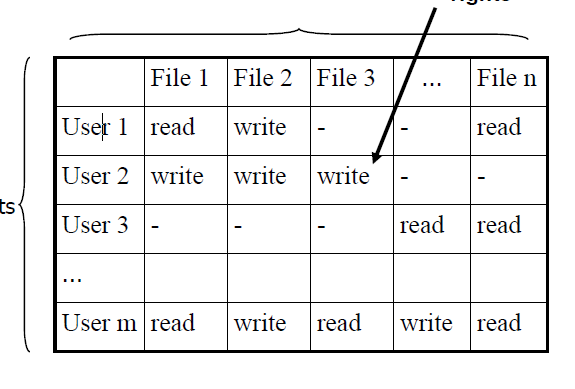 rights
File 1 File 2 File 3 ... File n
User 1 read write - - read
User 2 write write write - -
ts
User 3 - - - read read
...
User m read write read write read